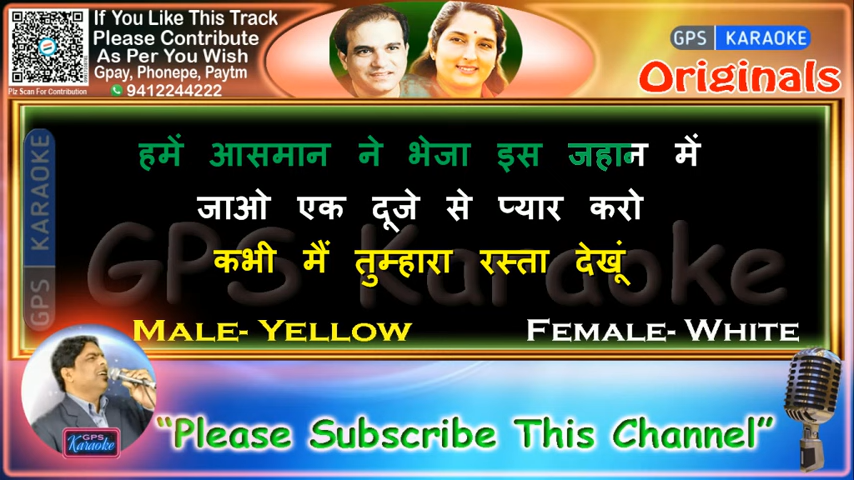 If You Like This Track
Please Contribute
As Per You Wish
Gpay, Phonepe, Paytm
Plz Scan For Contribution
9412244222
GPS | KARAOKE
Originals
GPS | KARAOKE
हमें आसमान ने भेजा इस जहान में
जाओ एक दूजे से प्यार करो
कभी मैं तुम्हारा रस्ता देखूं
GPS Karaoke
MALE- YELLOW
FEMALE- WHITE
GPS
Karaoke
“Please Subscribe This Channel”